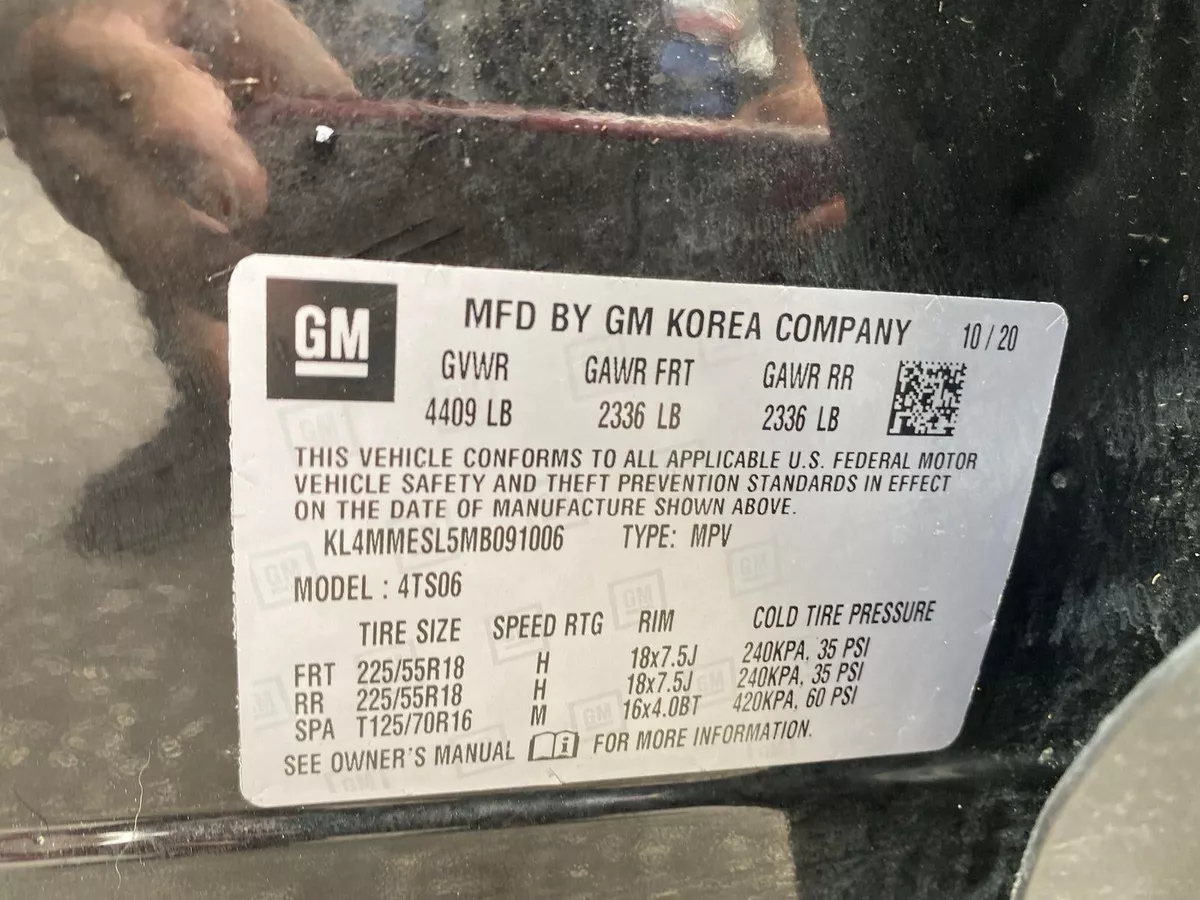 GM
MFD BY GM KOREA COMPANY 10/20
GVWR GAWR FRT GAWR RR
4409 LB 2336 LB 2336 LB
THIS VEHICLE CONFORMS TO ALL APPLICABLE U.S. FEDERAL MOTOR
VEHICLE SAFETY AND THEFT PREVENTION STANDARDS IN EFFECT
ON THE DATE OF MANUFACTURE SHOWN ABOVE.
KL4MMESL5MB091006 TYPE: MPV
MODEL : 4TS06
TIRE SIZE SPEED RTG RIM COLD TIRE PRESSURE
FRT 225/55R18 H 18x7.5J 240KPA, 35 PSI
RR 225/55R18 H 18x7.5J 240KPA, 35 PSI
SPA T125/70R16 M 16x4.0BT 420KPA, 60 PSI
SEE OWNER'S MANUAL i FOR MORE INFORMATION.